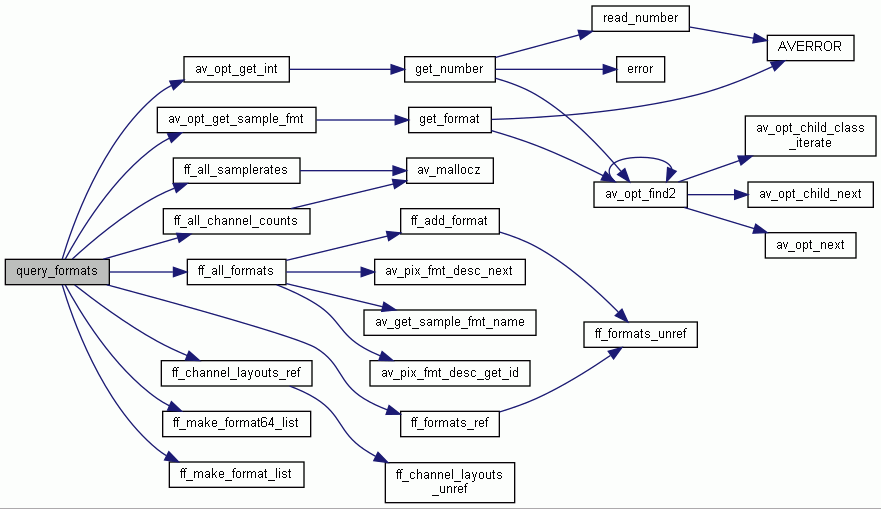 read_number
AVERROR
av_opt_get_int
get_number
error
av_opt_get_sample_fmt
get_format
av_opt_child_class
_iterate
ff_all_samplerates
av_mallocz
av_opt_find2
av_opt_child_next
ff_all_channel_counts
ff_add_format
av_opt_next
query_formats
ff_all_formats
av_pix_fmt_desc_next
av_get_sample_fmt_name
ff_formats_unref
ff_channel_layouts_ref
av_pix_fmt_desc_get_id
ff_make_format64_list
ff_formats_ref
ff_make_format_list
ff_channel_layouts
_unref